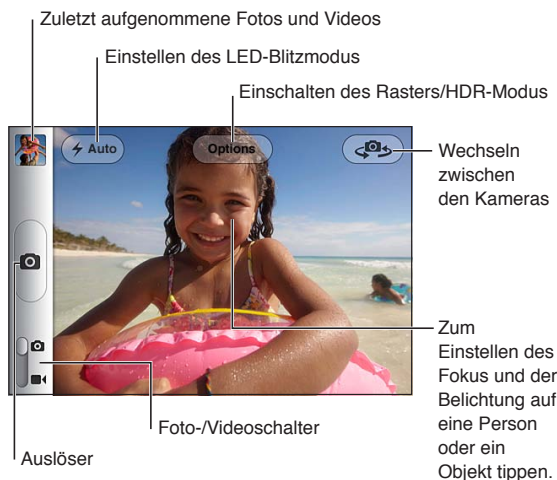 Zuletzt aufgenommene Fotos und Videos
Einstellen des LED-Blitzmodus
Einschalten des Rasters/HDR-Modus
Auto
Options
Wechseln
zwischen
den Kameras
Zum
Einstellen des
Fokus und der
Belichtung auf
eine Person
oder ein
Objekt tippen.
Foto-/Videoschalter
Auslöser